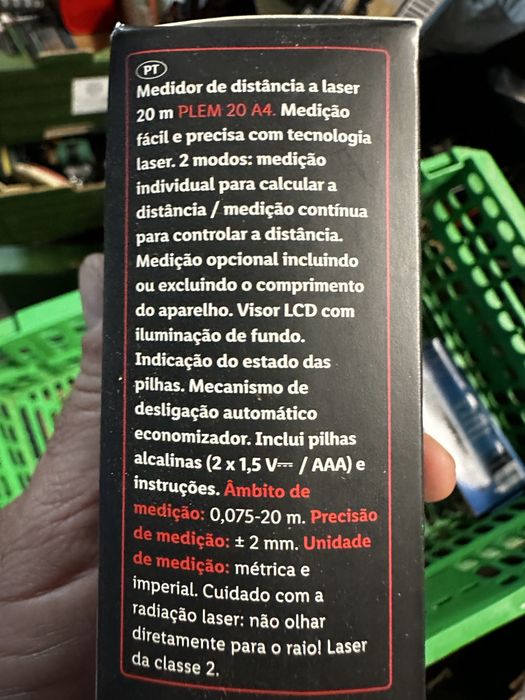 PT
Medidor de distância a laser
20 m PLEM 20 A4. Medição
fácil e precisa com tecnologia
laser. 2 modos: medição
individual para calcular a
distância / medição contínua
para controlar a distância.
Medição opcional incluindo
ou excluindo o comprimento
do aparelho. Visor LCD com
iluminação de fundo.
Indicação do estado das
pilhas. Mecanismo de
desligação automático
economizador. Inclui pilhas
alcalinas (2 x 1,5 V⎓ / AAA) e
instruções. Âmbito de
medição: 0,075-20 m. Precisão
de medição: ± 2 mm. Unidade
de medição: métrica e
imperial. Cuidado com a
radiação laser: não olhar
diretamente para o raio! Laser
da classe 2.